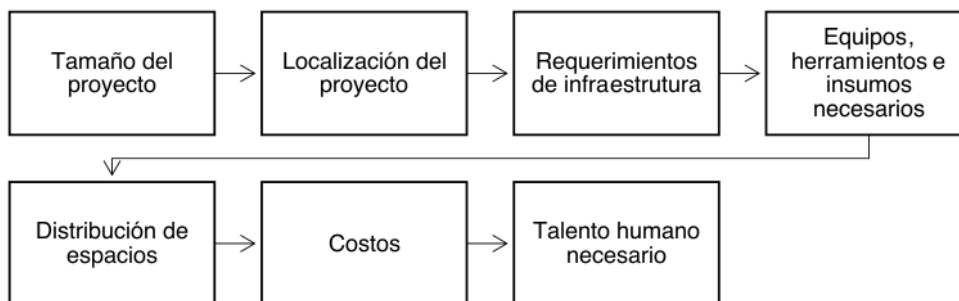 Tamaño del
proyecto
Localización del
proyecto
Requerimientos
de infraestrutura
Equipos,
herramientos e
insumos
necesarios
Distribución de
espacios
Costos
Talento humano
necesario